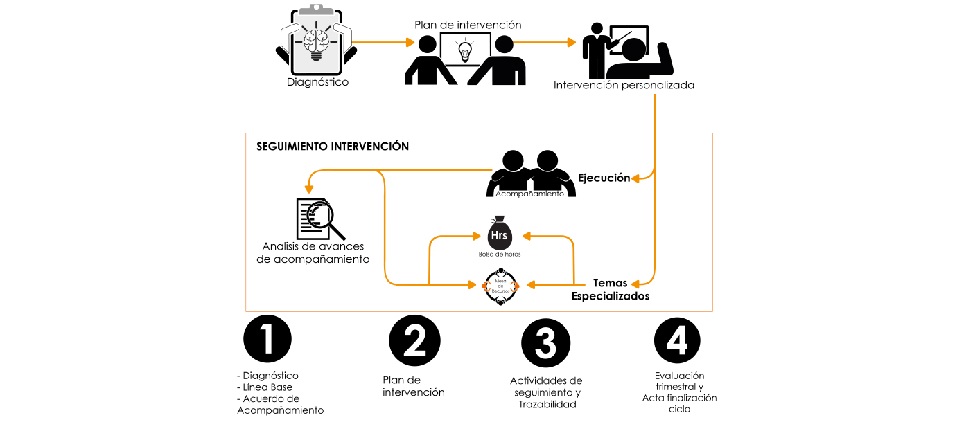 Plan de intervención
Diagnóstico
Intervención personalizada
SEGUIMIENTO INTERVENCIÓN
Ejecución
Acompañamiento
Hrs
Bolsa de horas
Analisis de avances
de acompañamiento
Temas
Especializados
1
2
3
4
- Diagnóstico
- Línea Base
- Acuerdo de
Acompañamiento
Plan de
intervención
Actividades de
seguimiento y
trazabilidad
Evaluación
trimestral y
Acta finalización
ciclo